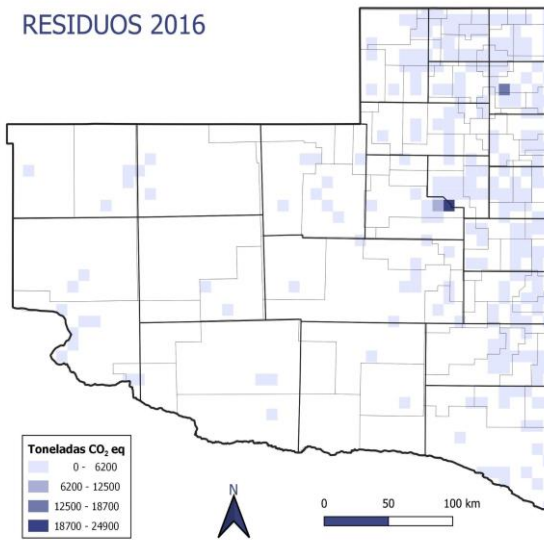 RESIDUOS 2016
Toneladas CO₂ eq
0 - 6200
6200 - 12500
12500 - 18700
18700 - 24900
N
0 50 100 km